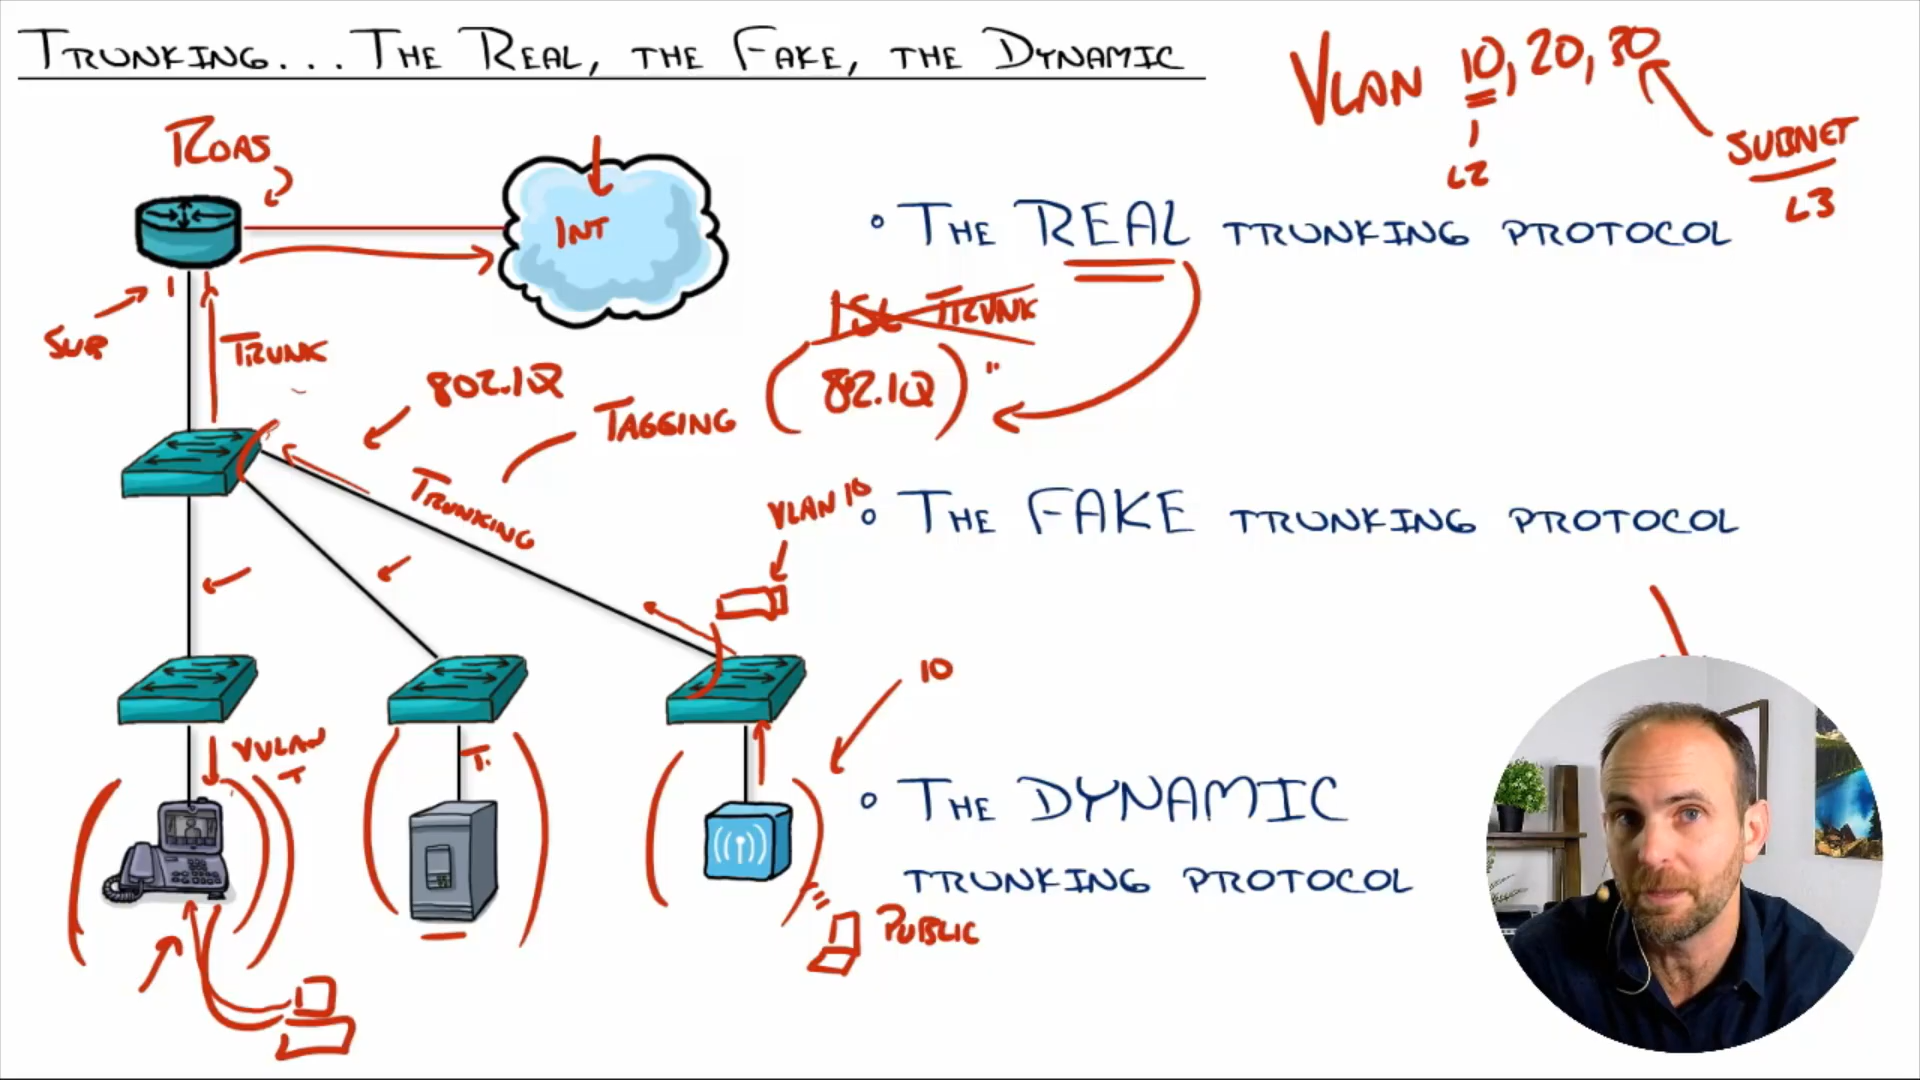 TRUNKING... THE REAL, THE FAKE, THE DYNAMIC
VLAN 10, 20, 30
L2
SUBNET
L3
ROAS
INT
• THE REAL TRUNKING PROTOCOL
ISL TRUNK
82.1Q
SUB
TRUNK
802.1Q
TAGGING
TRUNKING
VLAN 10
• THE FAKE TRUNKING PROTOCOL
10
VVLAN
T
T.
• THE DYNAMIC
TRUNKING PROTOCOL
PUBLIC